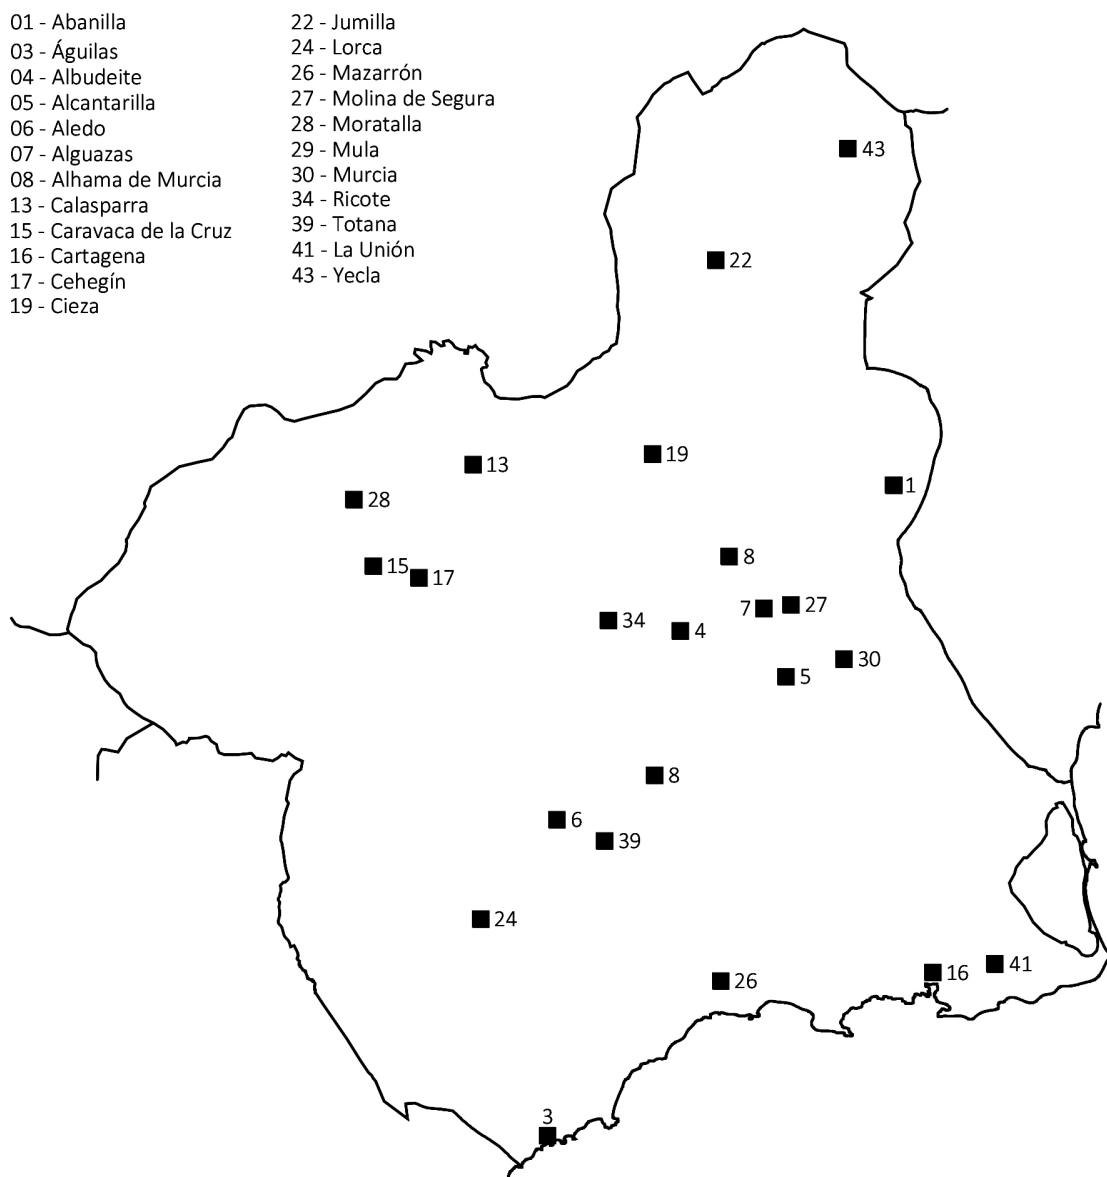 01 - Abanilla
03 - Águilas
04 - Albudeite
05 - Alcantarilla
06 - Aledo
07 - Alguazas
08 - Alhama de Murcia
13 - Calasparra
15 - Caravaca de la Cruz
16 - Cartagena
17 - Cehegín
19 - Cieza
22 - Jumilla
24 - Lorca
26 - Mazarrón
27 - Molina de Segura
28 - Moratalla
29 - Mula
30 - Murcia
34 - Ricote
39 - Totana
41 - La Unión
43 - Yecla
43
22
19
13
1
28
8
15
17
27
7
34
4
30
5
8
6
39
24
41
16
26
3